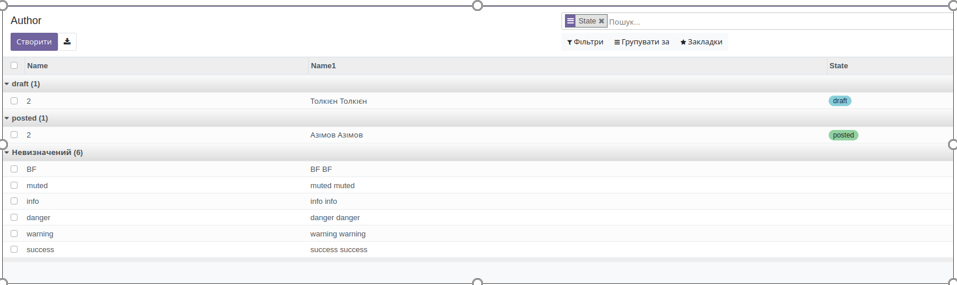 Author
State ✖ Пошук...
Створити
Фільтри Групувати за Закладки
Name Name1 State
draft (1)
2 Толкієн Толкієн draft
posted (1)
2 Азімов Азімов posted
Невизначений (6)
BF BF BF
muted muted muted
info info info
danger danger danger
warning warning warning
success success success